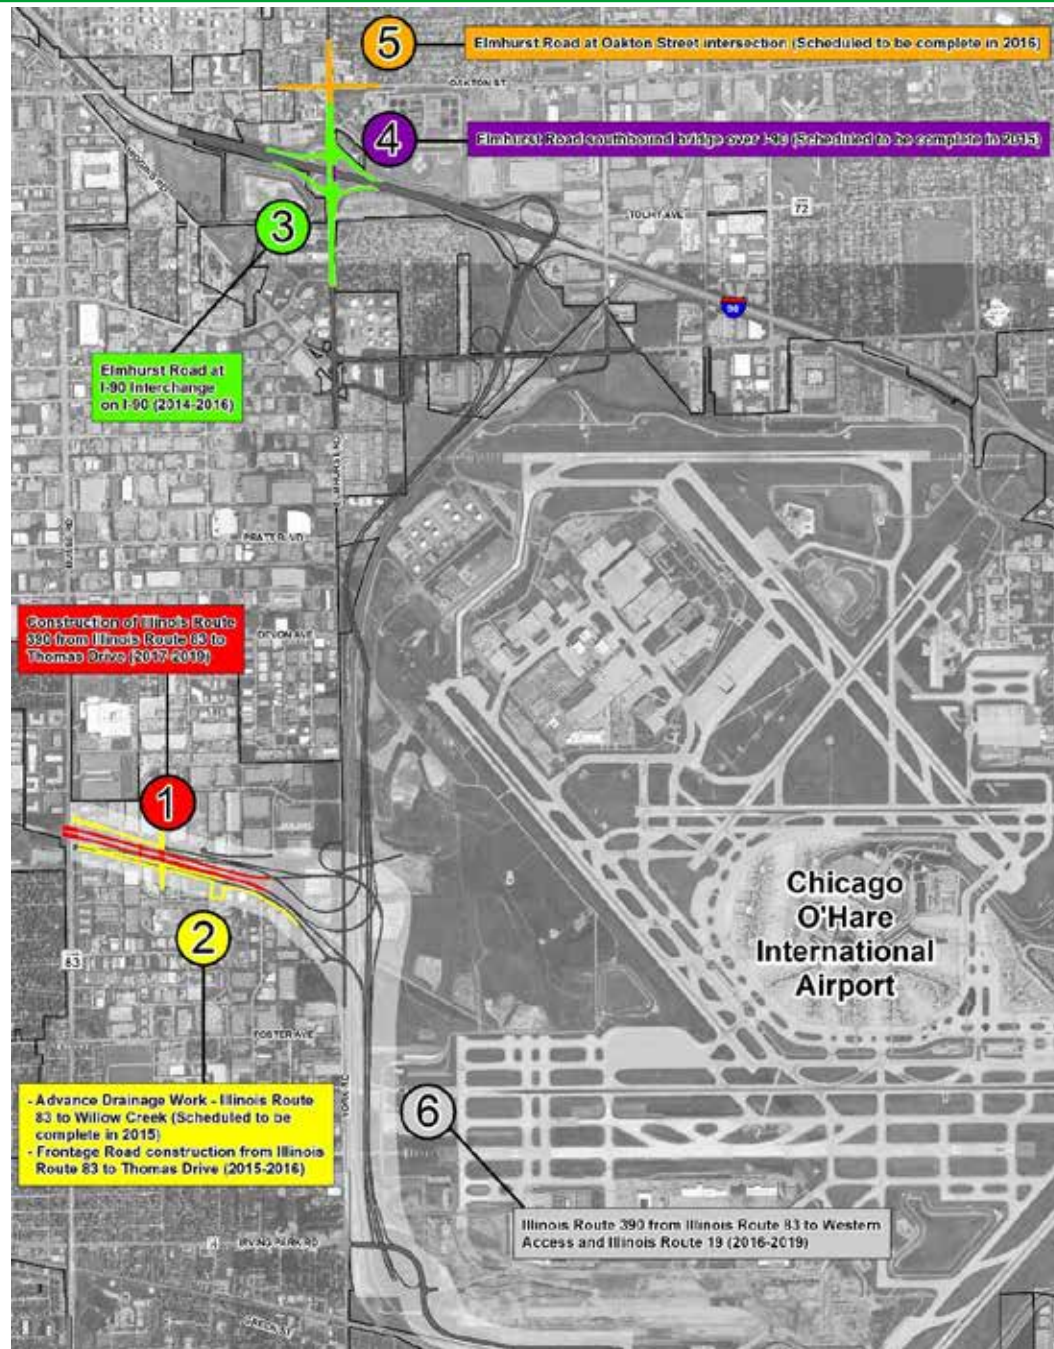 5
Elmhurst Road at Oakton Street intersection (Scheduled to be complete in 2016)
OAKTON ST
4
Elmhurst Road southbound bridge over I-90 (Scheduled to be complete in 2015)
TOUHY AVE
72
3
90
Elmhurst Road at
I-90 Interchange
on I-90 (2014-2016)
ELMHURST RD
BUSSE RD
PRATT BLVD
Construction of Illinois Route
390 from Illinois Route 83 to
Thomas Drive (2017-2019)
DEVON AVE
1
2
83
Chicago
O'Hare
International
Airport
FOSTER AVE
YORK RD
- Advance Drainage Work - Illinois Route
83 to Willow Creek (Scheduled to be
complete in 2015)
- Frontage Road construction from Illinois
Route 83 to Thomas Drive (2015-2016)
6
Illinois Route 390 from Illinois Route 83 to Western
Access and Illinois Route 19 (2016-2019)
IRVING PARK RD
GREEN ST